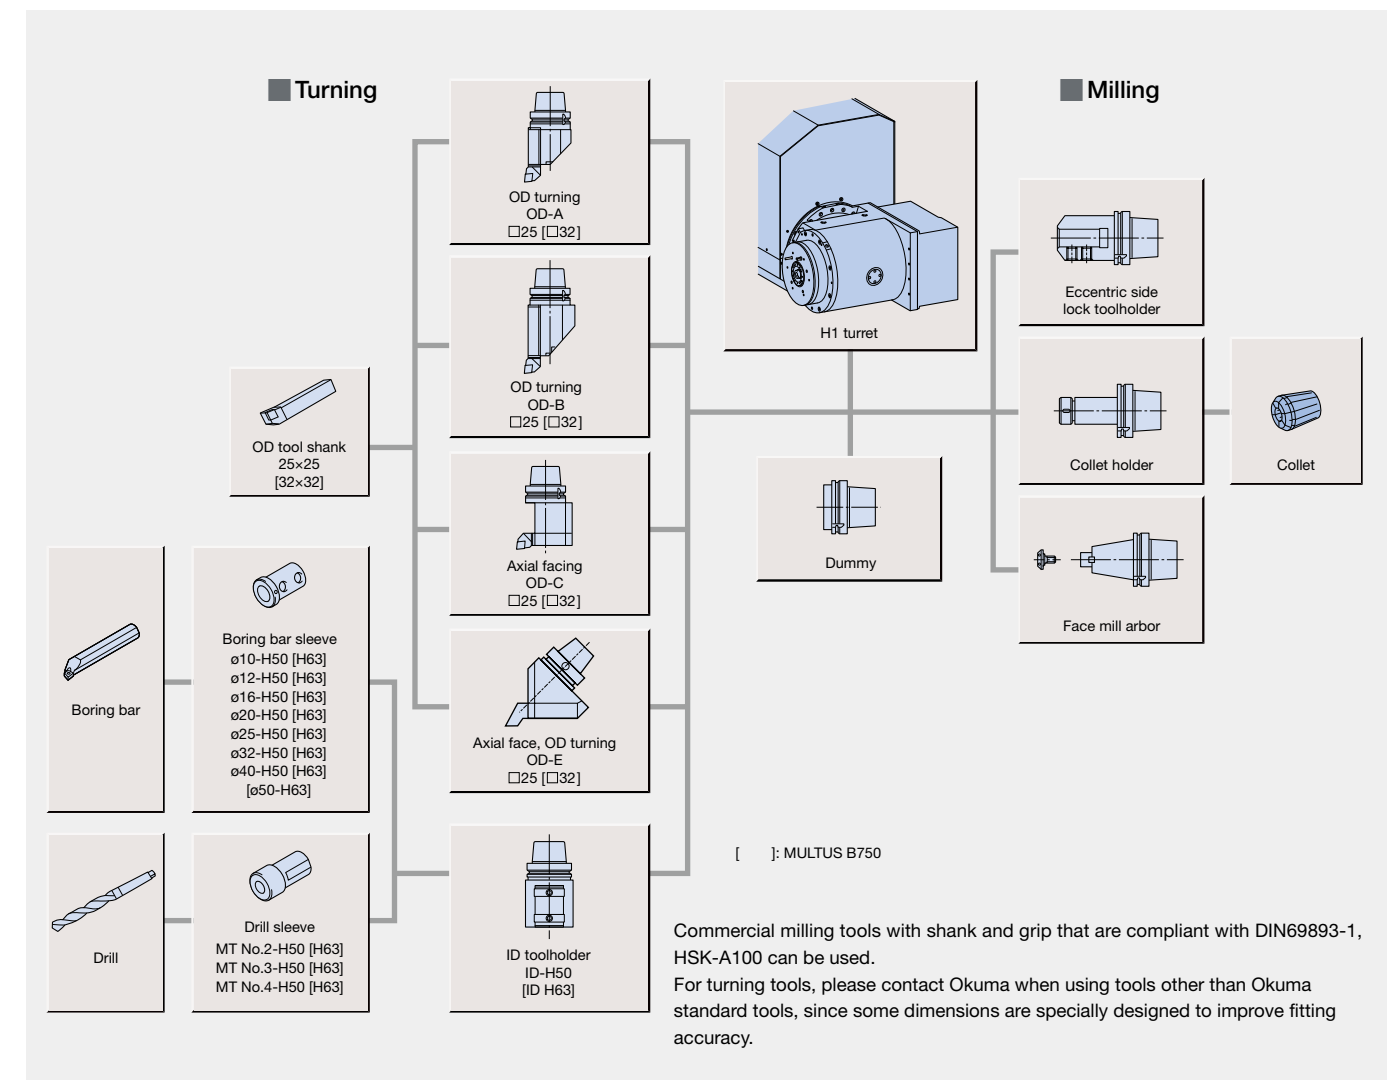 Turning
OD turning
OD-A
□25 [□32]
OD turning
OD-B
□25 [□32]
OD tool shank
25×25
[32×32]
Axial facing
OD-C
□25 [□32]
Axial face, OD turning
OD-E
□25 [□32]
Boring bar
Boring bar sleeve
ø10-H50 [H63]
ø12-H50 [H63]
ø16-H50 [H63]
ø20-H50 [H63]
ø25-H50 [H63]
ø32-H50 [H63]
ø40-H50 [H63]
[ø50-H63]
Drill
Drill sleeve
MT No.2-H50 [H63]
MT No.3-H50 [H63]
MT No.4-H50 [H63]
ID toolholder
ID-H50
[ID H63]
H1 turret
Dummy
Milling
Eccentric side
lock toolholder
Collet holder
Collet
Face mill arbor
[ ]: MULTUS B750
Commercial milling tools with shank and grip that are compliant with DIN69893-1,
HSK-A100 can be used.
For turning tools, please contact Okuma when using tools other than Okuma
standard tools, since some dimensions are specially designed to improve fitting
accuracy.